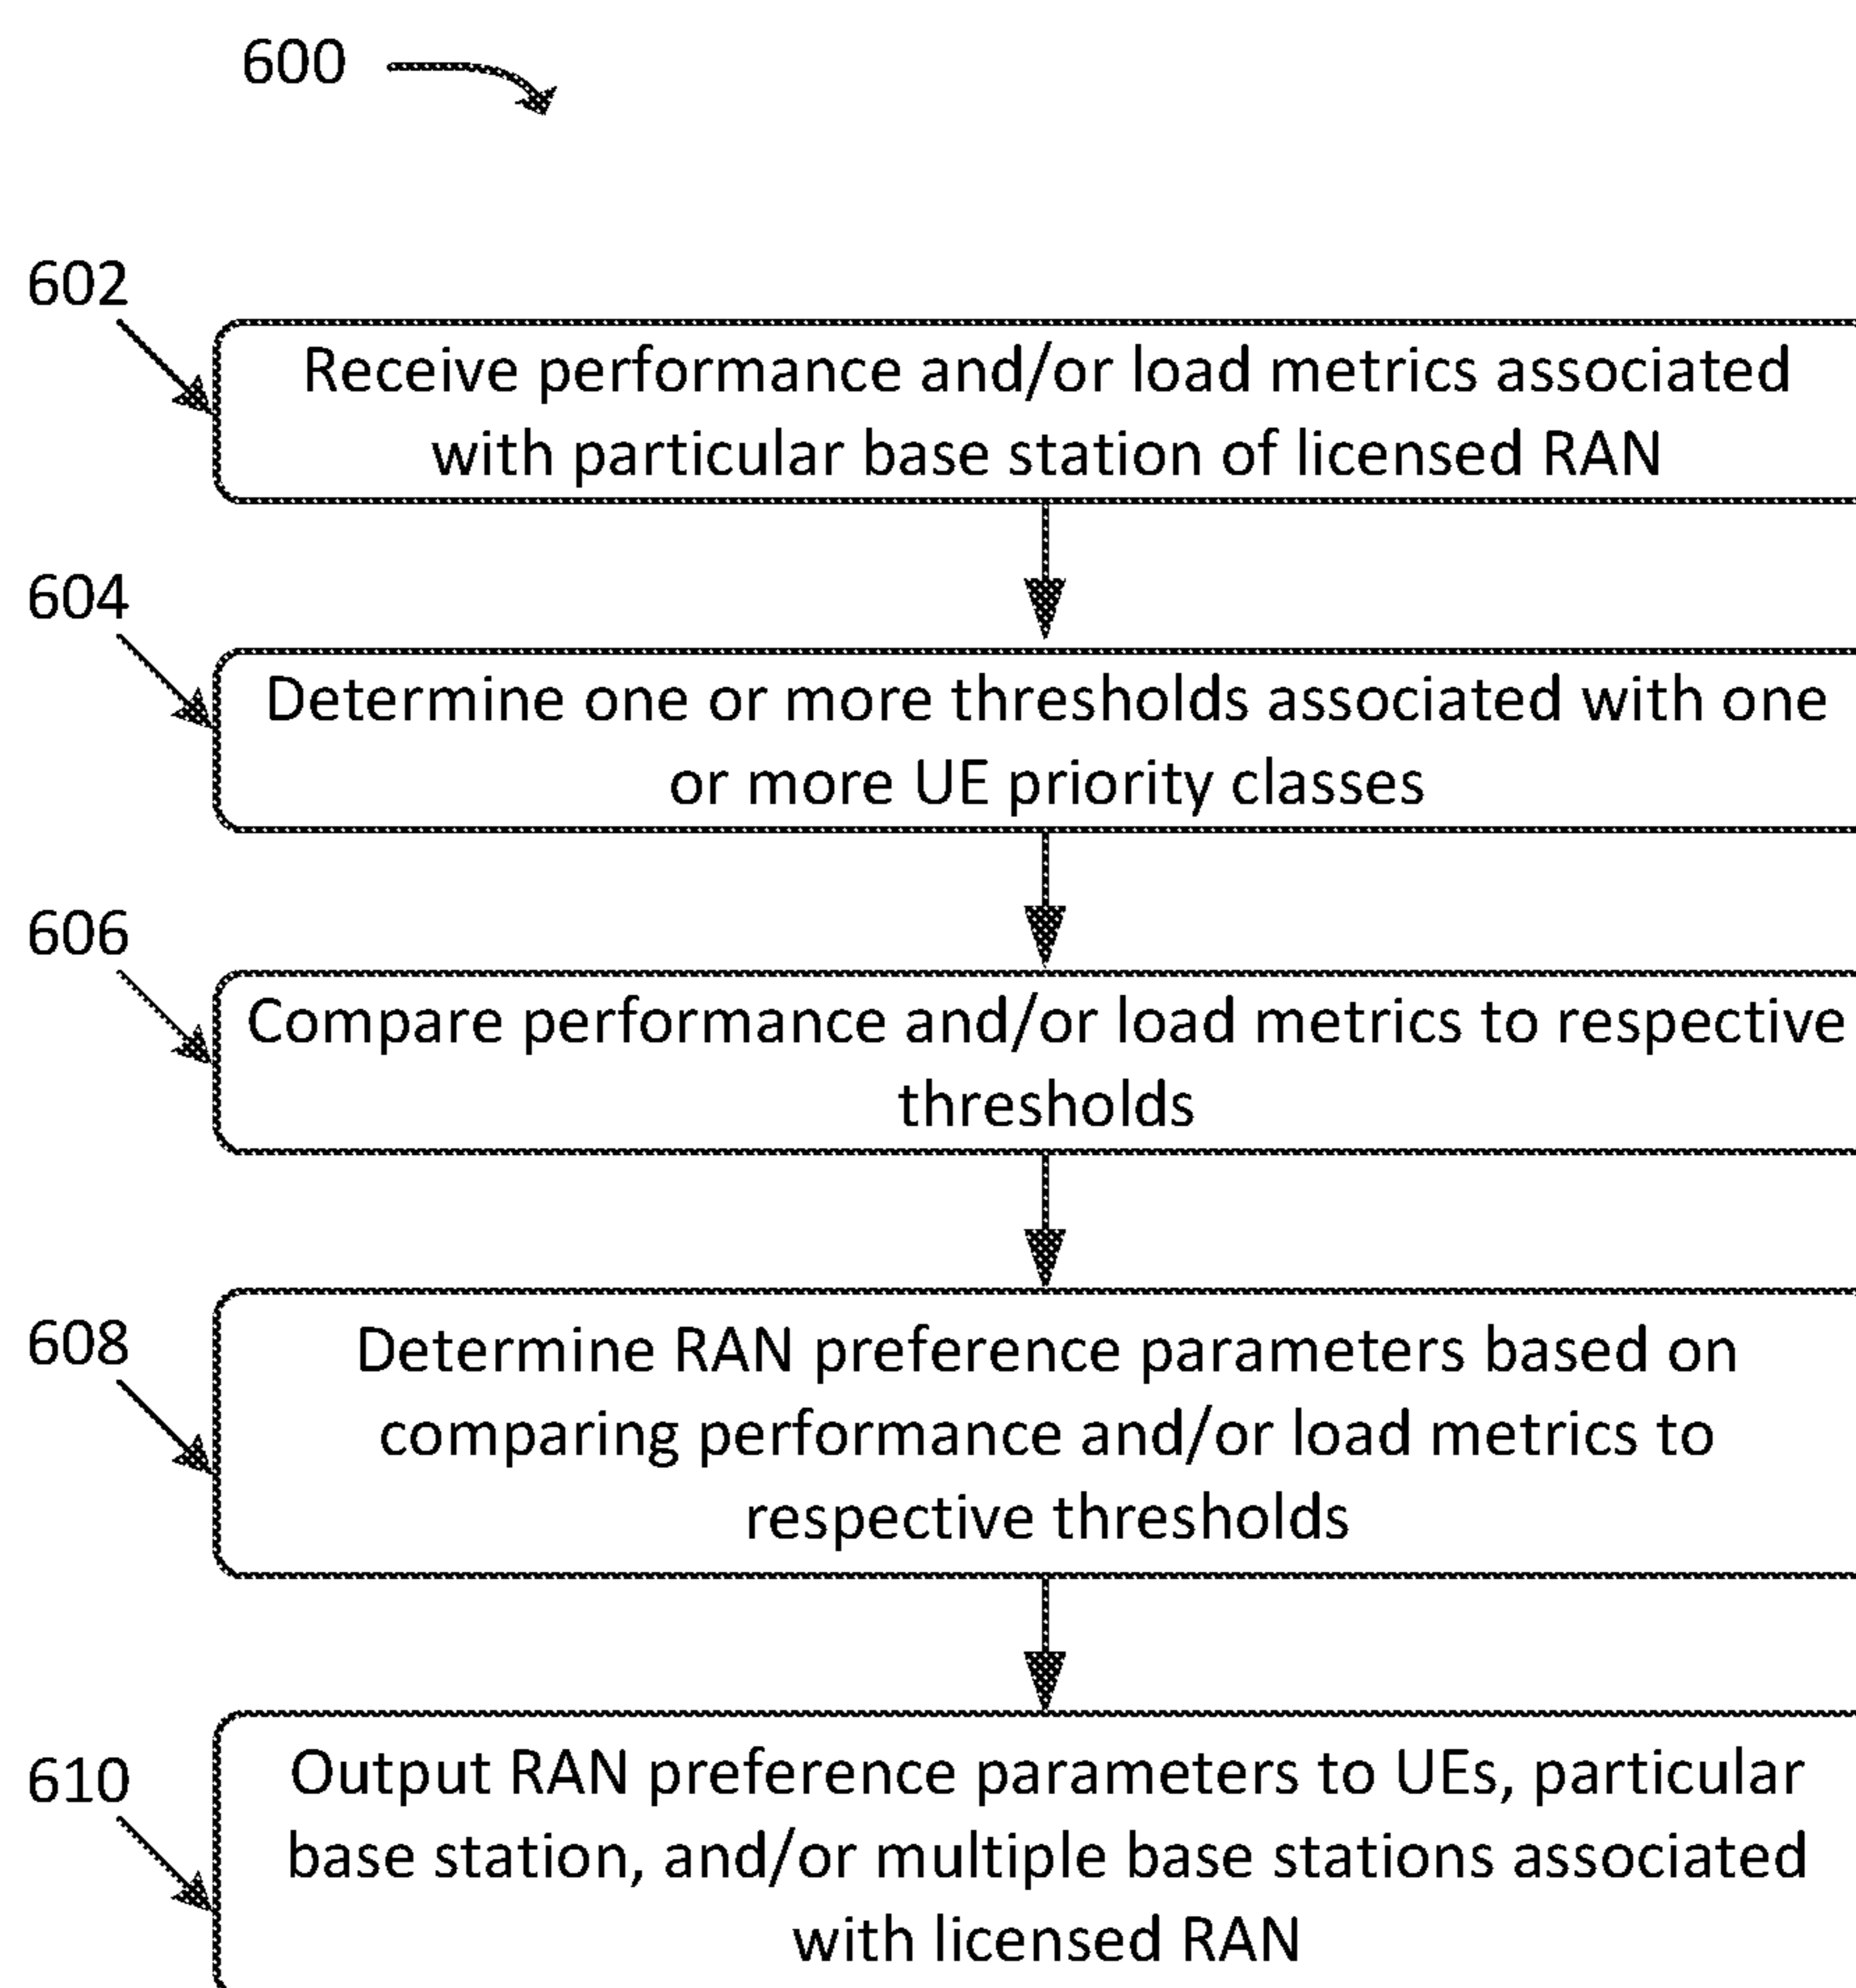 600
602
Receive performance and/or load metrics associated
with particular base station of licensed RAN
604
Determine one or more thresholds associated with one
or more UE priority classes
606
Compare performance and/or load metrics to respective
thresholds
608
Determine RAN preference parameters based on
comparing performance and/or load metrics to
respective thresholds
610
Output RAN preference parameters to UEs, particular
base station, and/or multiple base stations associated
with licensed RAN